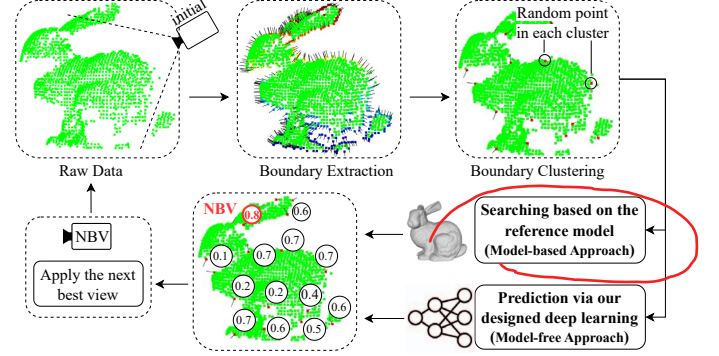 initial
Random point
in each cluster
Raw Data
Boundary Extraction
Boundary Clustering
NBV
0.8
0.6
0.1
0.7
0.7
0.7
0.2
0.2
0.4
0.6
0.7
0.6
0.5
Searching based on the
reference model
(Model-based Approach)
NBV
Apply the next
best view
Prediction via our
designed deep learning
(Model-free Approach)